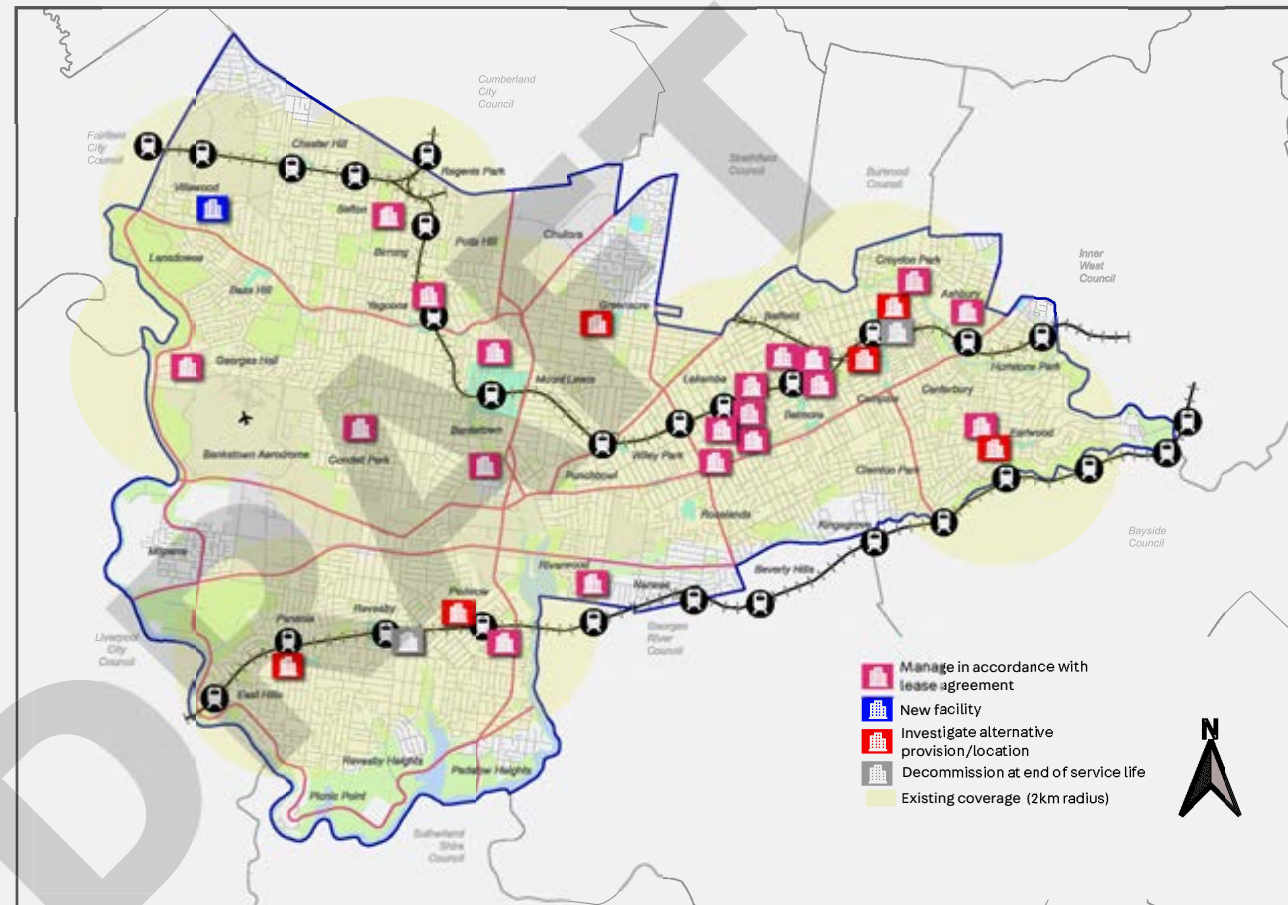 Cumberland
City
Council
Fairfield
City
Council
Chester Hill
Regents Park
Strathfield
Council
Burwood
Council
Villawood
Sefton
Birrong
Potts Hill
Chullora
Lansdowne
Bass Hill
Croydon Park
Inner
West
Council
Yagoona
Greenacre
Ashbury
Belfield
Georges Hall
Mount Lewis
Lakemba
Hurlstone Park
Canterbury
Campsie
Belmore
Bankstown
Earlwood
Bankstown Aerodrome
Condell Park
Punchbowl
Wiley Park
Clemton Park
Roselands
Kingsgrove
Bayside
Council
Milperra
Riverwood
Narwee
Beverly Hills
Padstow
Revesby
Panania
Georges
River
Council
Liverpool
City
Council
East Hills
Revesby Heights
Padstow Heights
Picnic Point
Sutherland
Shire
Council
Manage in accordance with
lease agreement
New facility
Investigate alternative
provision/location
Decommission at end of service life
Existing coverage (2km radius)
N
DRAFT